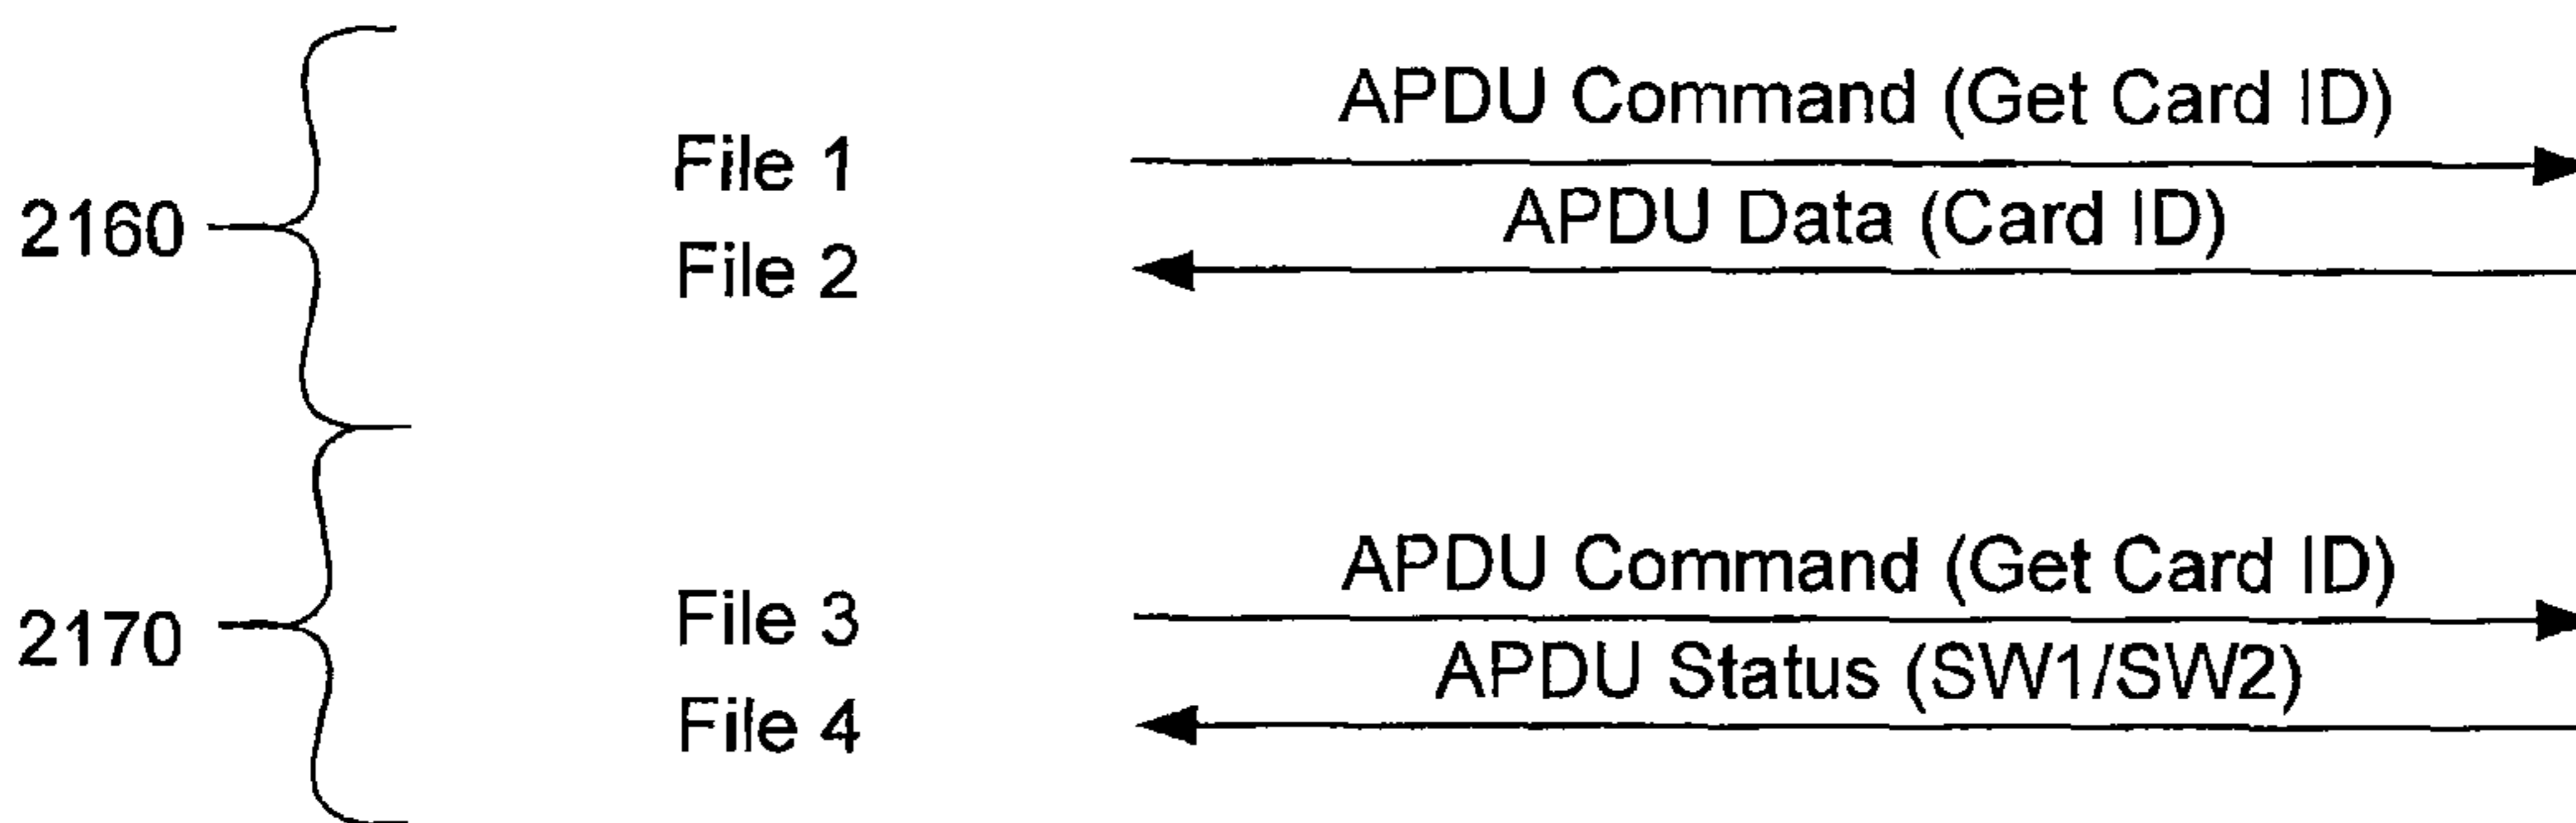 APDU Command (Get Card ID)
File 1
APDU Data (Card ID)
2160
File 2
APDU Command (Get Card ID)
File 3
2170
APDU Status (SW1/SW2)
File 4